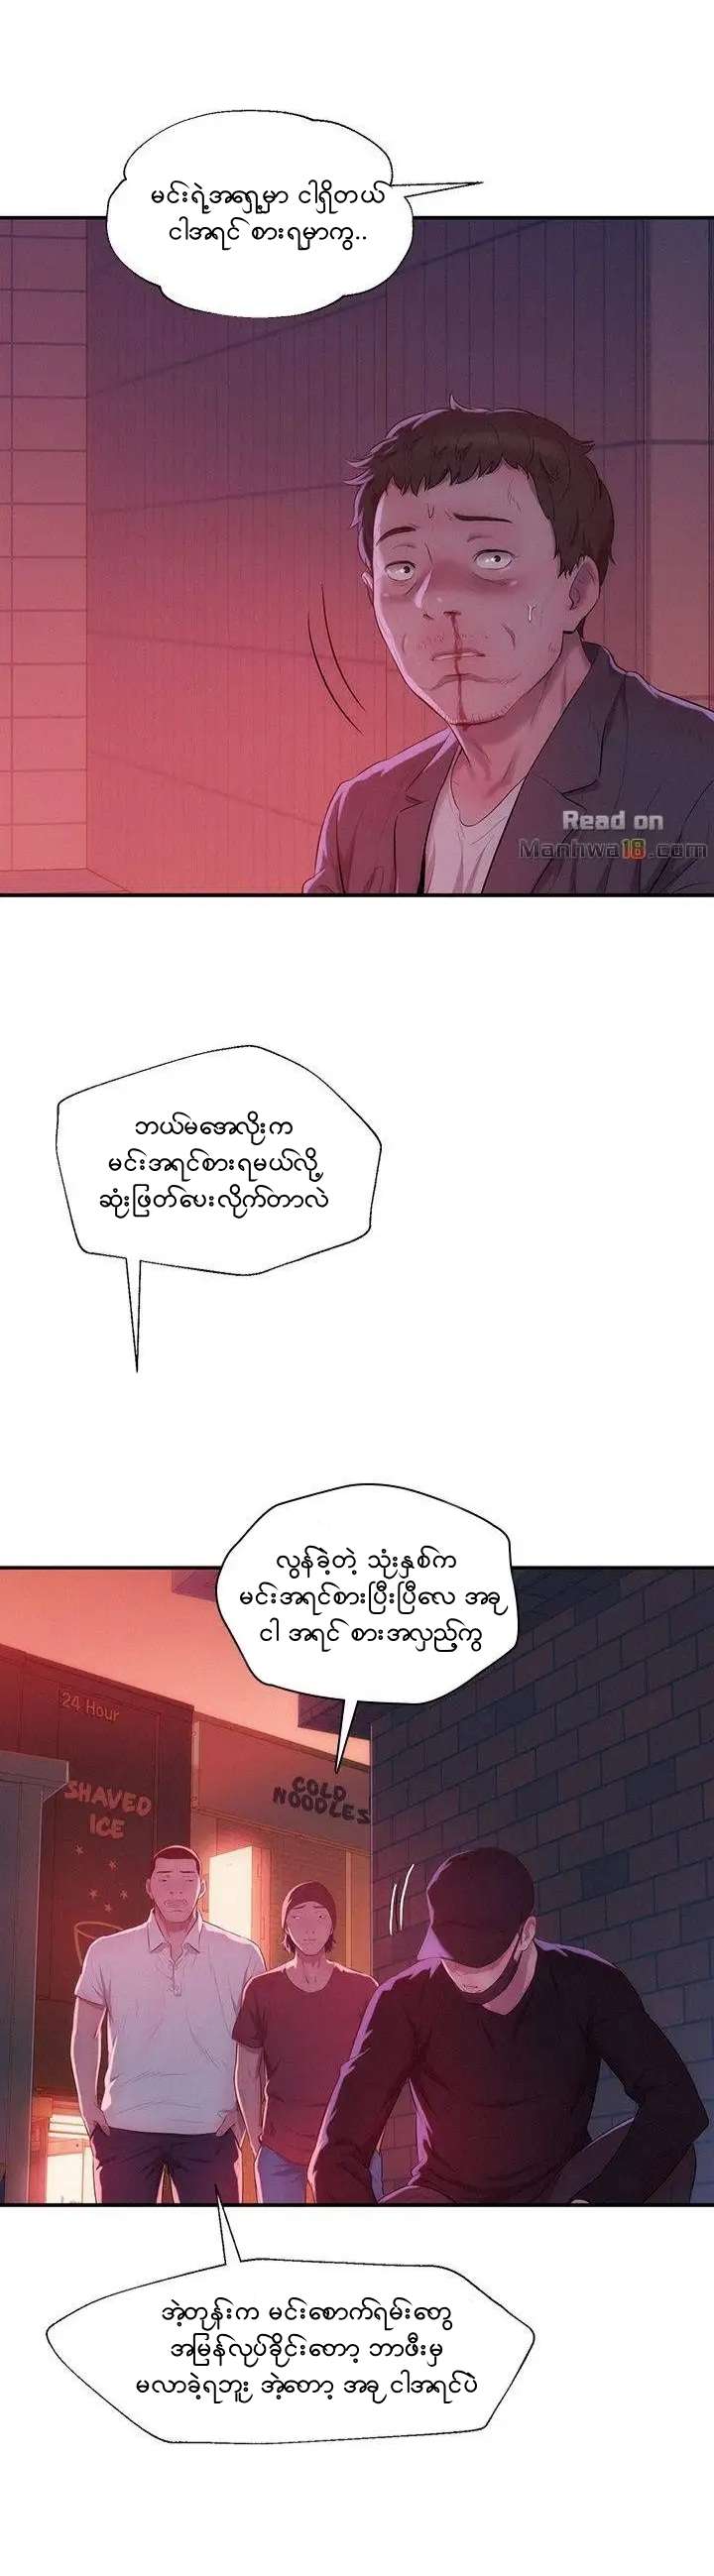 မင်းရဲ့အရှေ့မှာ ငါရှိတယ်
ငါအရင် စားရမှာကွ..
Read on
Manhwa18.com
ဘယ်မအေလိုးက
မင်းအရင်စားရမယ်လို့
ဆုံးဖြတ်ပေးလိုက်တာလဲ
လွန်ခဲ့တဲ့ သုံးနှစ်က
မင်းအရင်စားပြီးပြီလေ အခု
ငါ အရင် စားအလှည့်ကွ
24 Hour
SHAVED
ICE
COLD
NOODLES
အဲ့တုန်းက မင်းစောက်ရမ်းတွေ
အမြန်လုပ်ခိုင်းတော့ ဘာဖီးမှ
မလာခဲ့ရဘူး အဲ့တော့ အခု ငါအရင်ပဲ